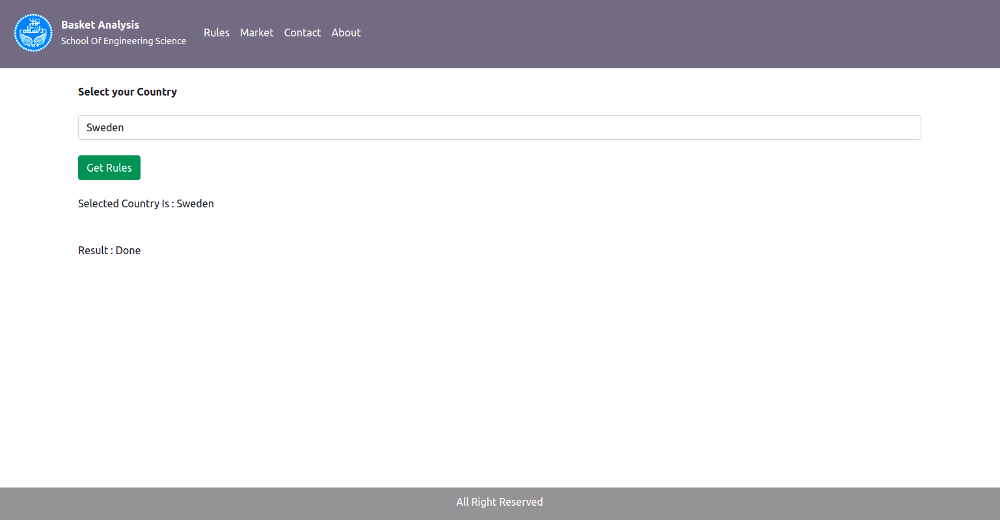 دانشگاه
تهران
Basket Analysis
School Of Engineering Science
Rules Market Contact About
Select your Country
Sweden
Get Rules
Selected Country Is : Sweden
Result : Done
All Right Reserved